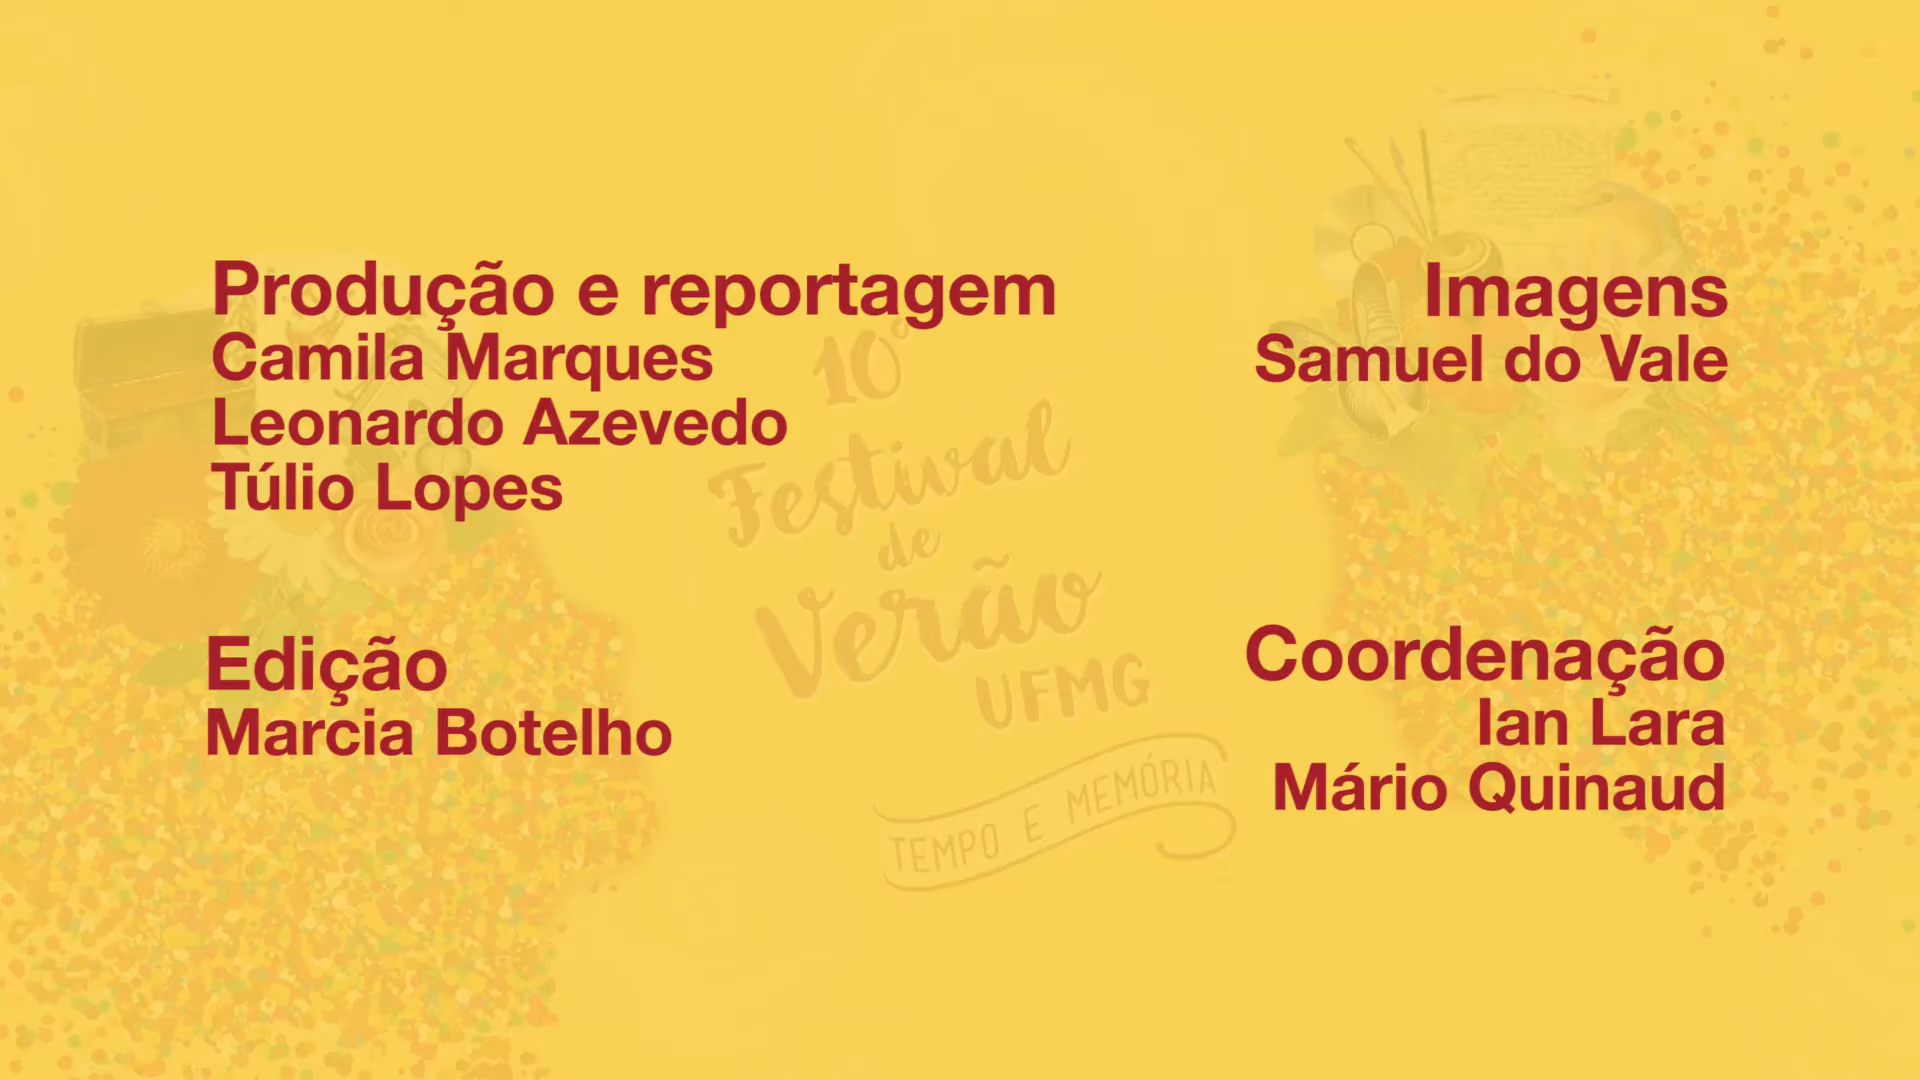 Produção e reportagem
Camila Marques
Leonardo Azevedo
Túlio Lopes
Imagens
Samuel do Vale
Edição
Marcia Botelho
Coordenação
Ian Lara
Mário Quinaud
10º
Festival
de
Verão
UFMG
TEMPO E MEMÓRIA